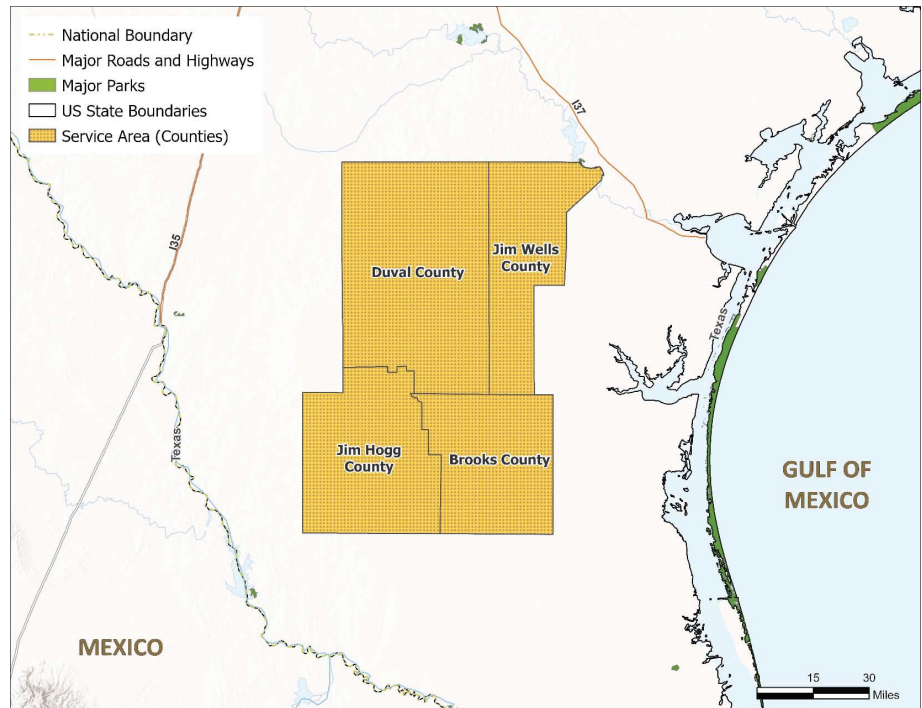 National Boundary
Major Roads and Highways
Major Parks
US State Boundaries
Service Area (Counties)
I37
I35
Jim Wells
County
Duval County
Texas
Jim Hogg
County
Brooks County
Texas
GULF OF
MEXICO
MEXICO
15 30
Miles